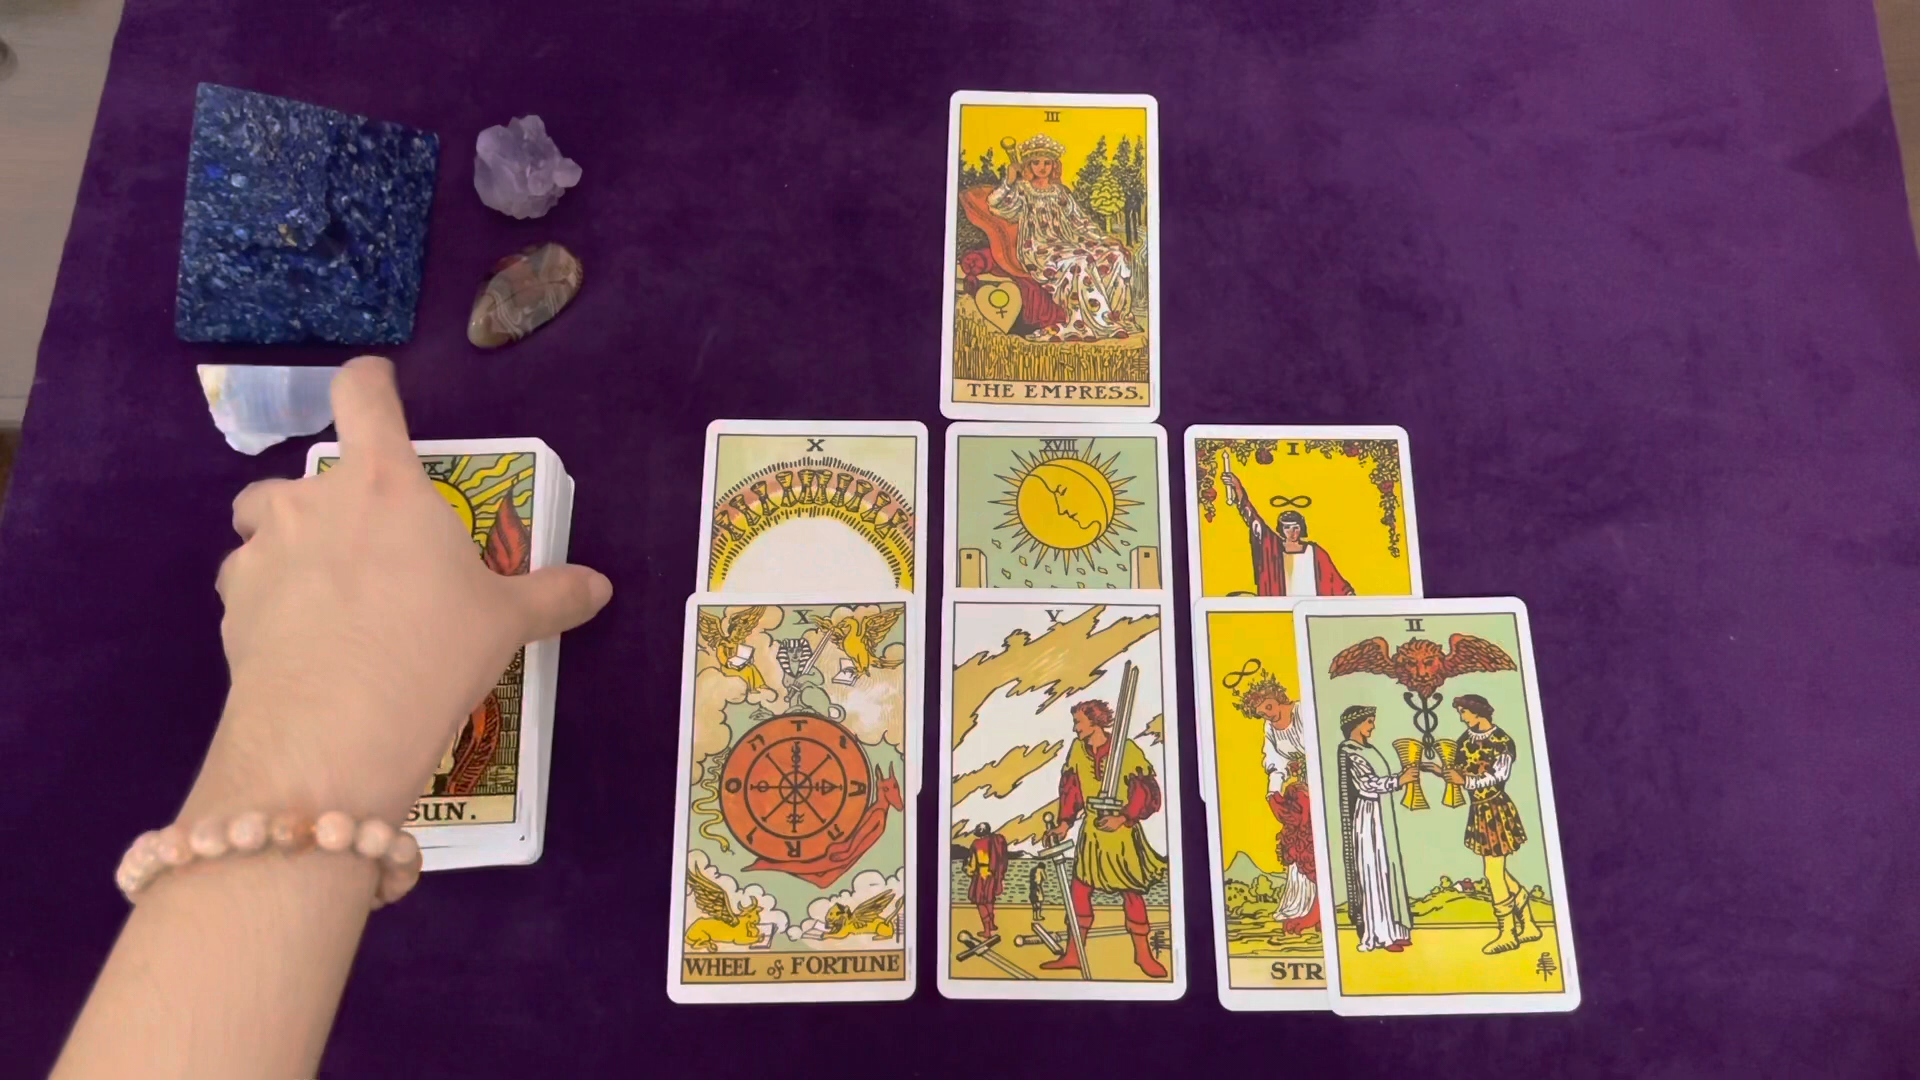 III
THE EMPRESS.
X
XVIII
I
X
T
A
R
O
WHEEL of FORTUNE
V
STR
II
SUN.